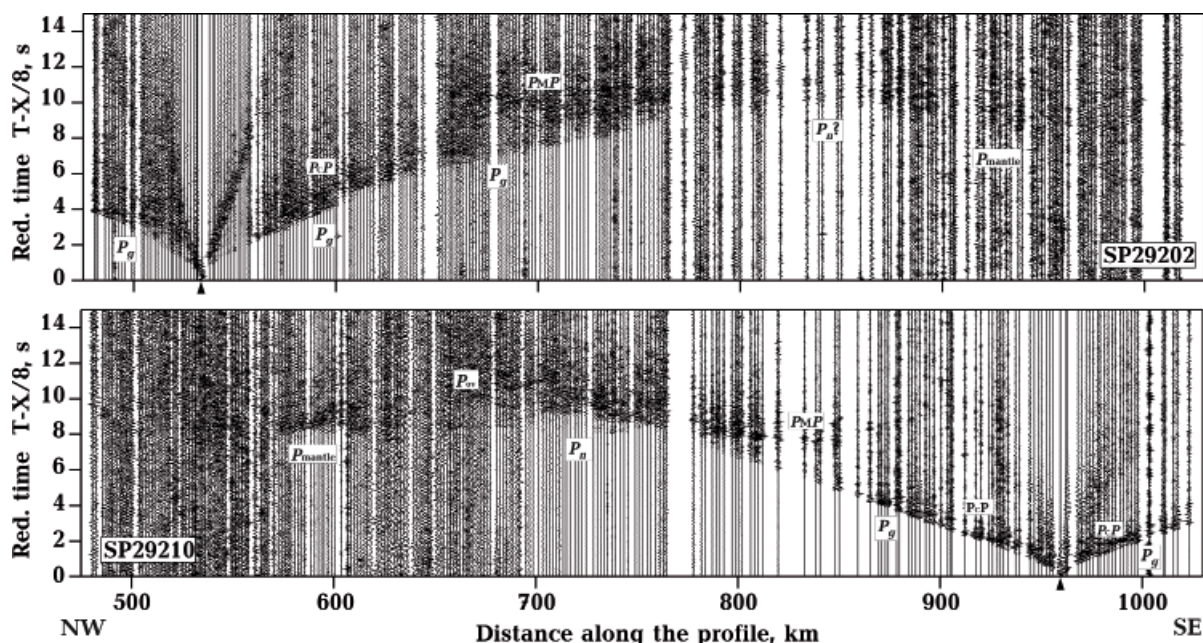 Red. time T-X/8, s
14
12
10
8
6
4
2
0
PMP
Pn?
PcP
Pg
Pmantle
Pg
Pg
SP29202
Red. time T-X/8, s
14
12
10
8
6
4
2
0
Pmantle
Pn
PMP
PcP
Pg
PcP
Pg
SP29210
500 600 700 800 900 1000
NW Distance along the profile, km SE